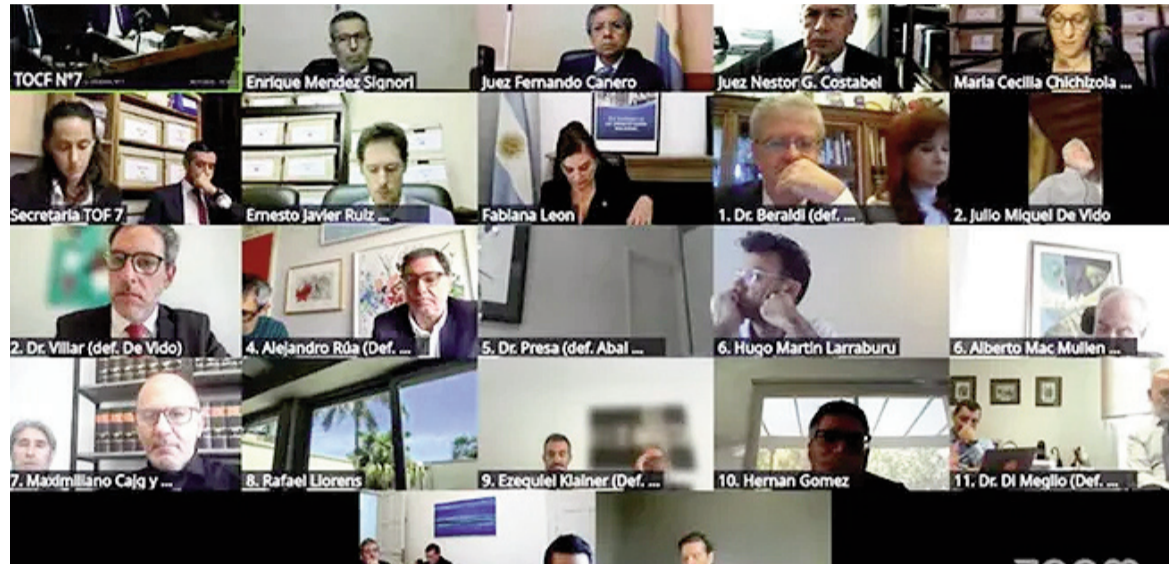 TOCF N°7
Enrique Mendez Signori
Juez Fernando Canero
Juez Nestor G. Costabel
Maria Cecilia Chichizola ...
Secretaria TOF 7
Ernesto Javier Ruiz ...
Fabiana Leon
1. Dr. Beraldi (def. ...
2. Julio Miguel De Vido
2. Dr. Villar (def. De Vido)
4. Alejandro Rúa (Def. ...
5. Dr. Presa (def. Abal ...
6. Hugo Martin Larraburu
6. Alberto Mac Mullen ...
7. Maximiliano Cajg y ...
8. Rafael Llorens
9. Ezequiel Klainer (Def. ...
10. Hernan Gomez
11. Dr. Di Meglio (Def. ...
zoom